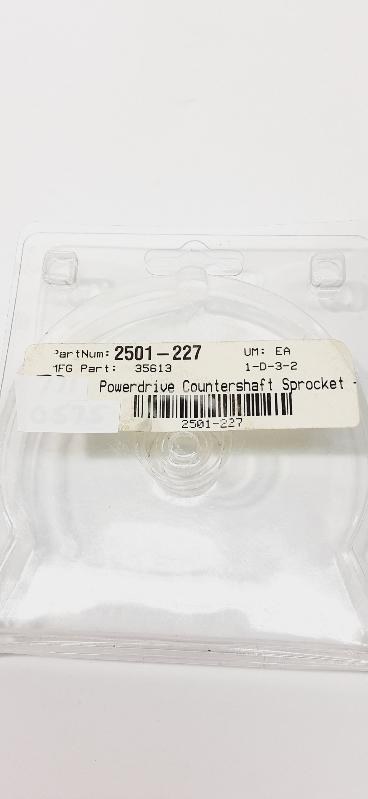 PartNum: 2501-227 UM: EA
MFG Part: 35613 1-D-3-2
Powerdrive Countershaft Sprocket -
2501-227